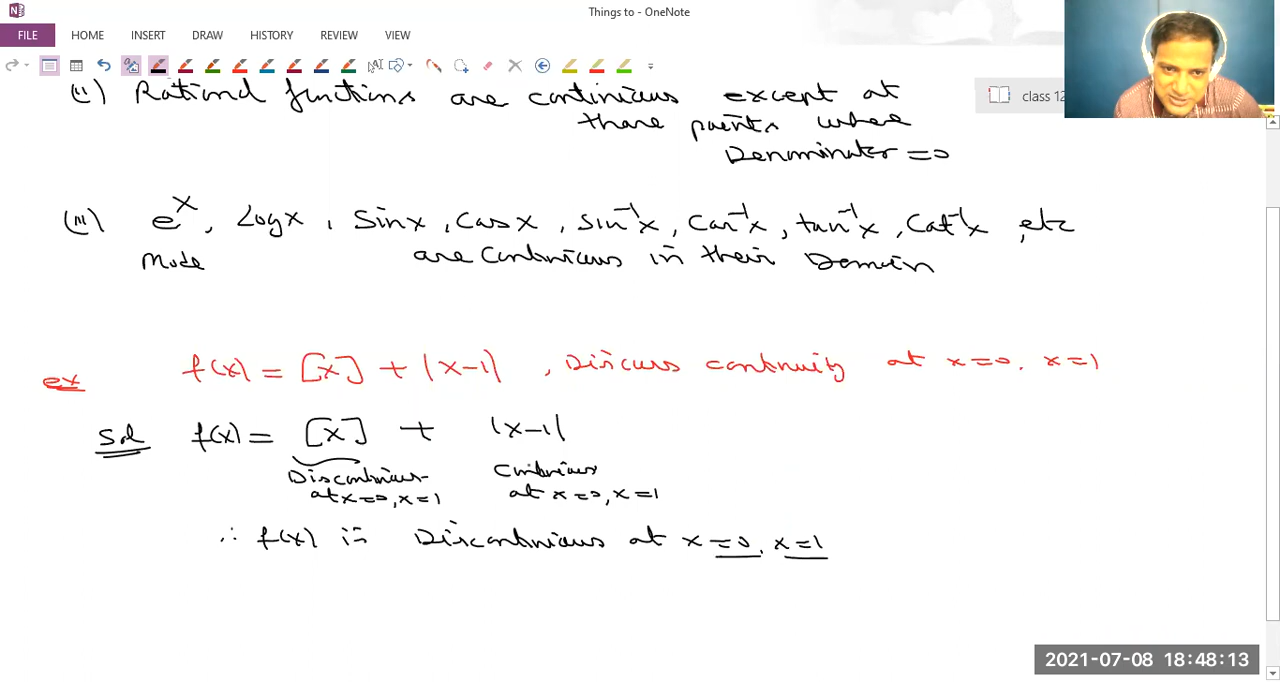 Things to - OneNote
FILE HOME INSERT DRAW HISTORY REVIEW VIEW
class 12
(ii) Rational functions are continuous except at
those points where
Denominator = 0
(iii) e^x, Log x, Sin x, Cos x, Sin⁻¹x, Cos⁻¹x, tan⁻¹x, Cot⁻¹x, etc
Mode are Continuous in their Domain
ex f(x) = [x] + |x-1|, Discuss continuity at x=0, x=1
Sol f(x) = [x] + |x-1|
Discontinuous Continuous
at x=0, x=1 at x=0, x=1
∴ f(x) is Discontinuous at x=0, x=1
2021-07-08 18:48:13